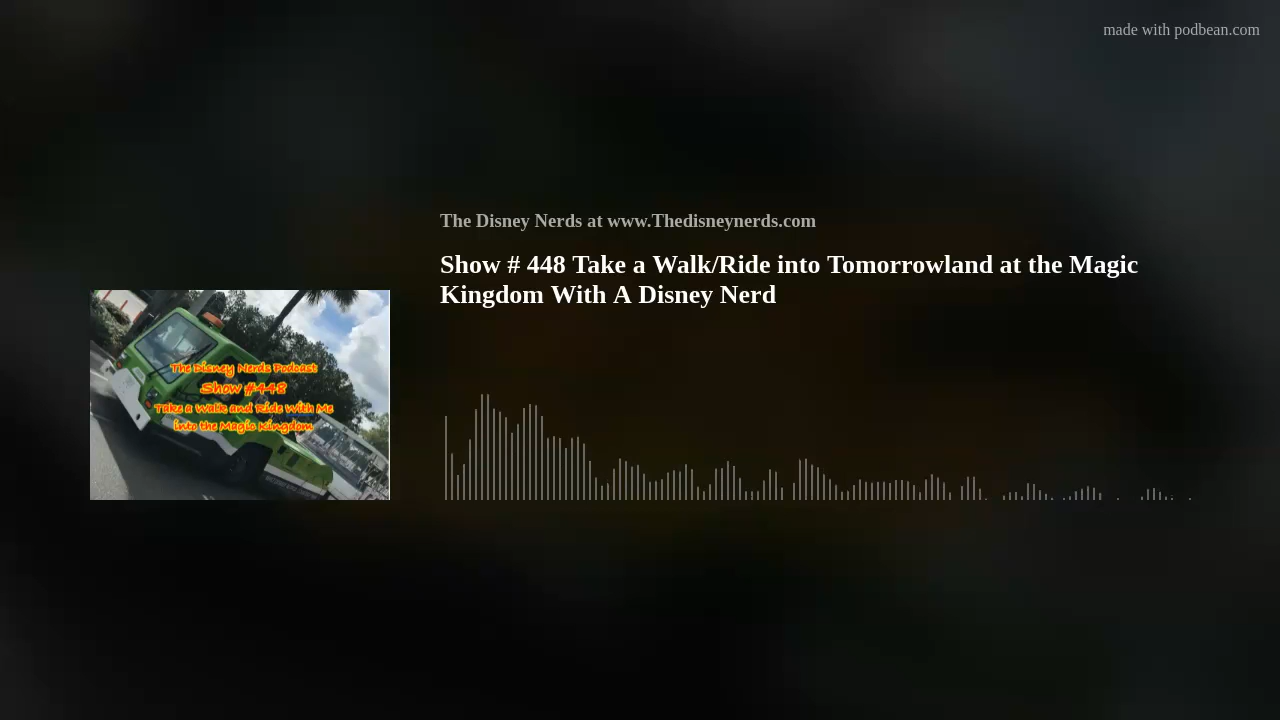 made with podbean.com
The Disney Nerds at www.Thedisneynerds.com
Show # 448 Take a Walk/Ride into Tomorrowland at the Magic
Kingdom With A Disney Nerd
The Disney Nerds Podcast
Show #448
Take a Walk and Ride With Me
into the Magic Kingdom